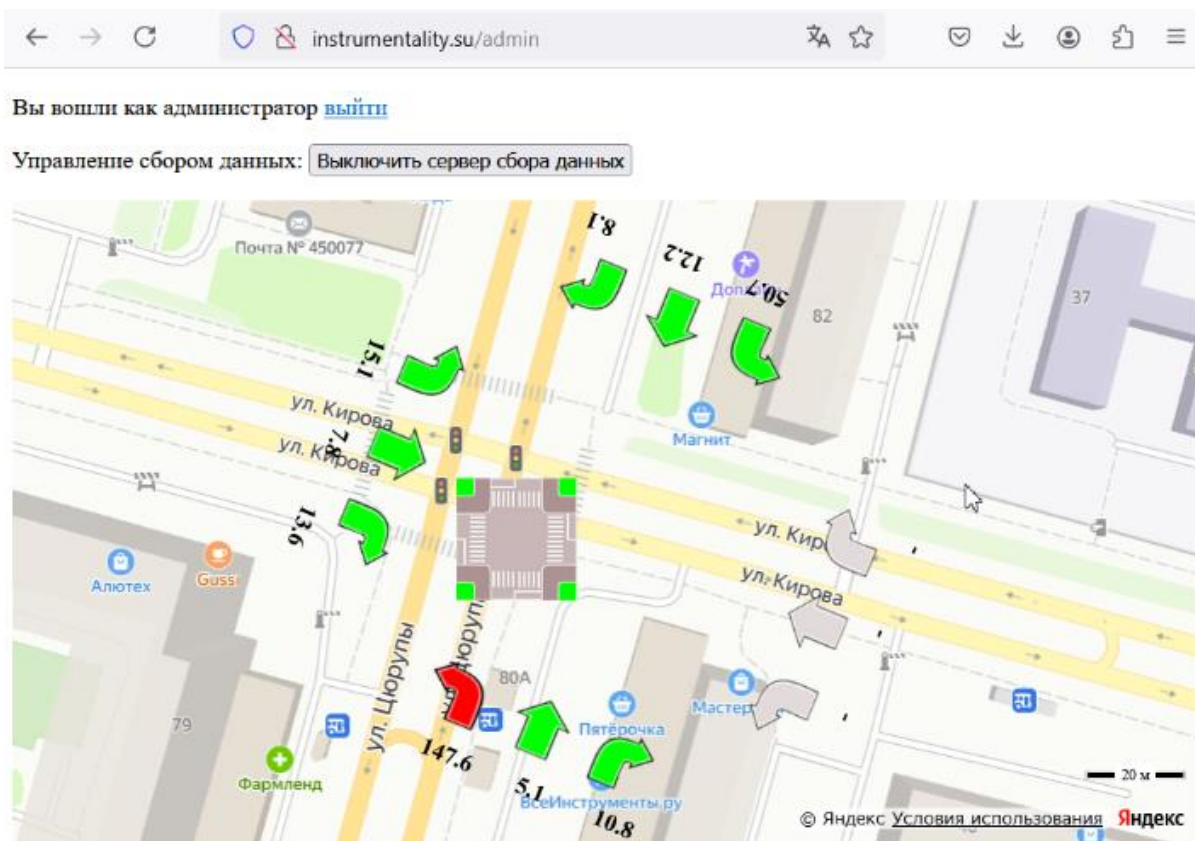 instrumentality.su/admin
Вы вошли как администратор выйти
Управление сбором данных: Выключить сервер сбора данных
8.1
Почта № 450077
12.2
50.7
37
82
15.1
ул. Кирова
7.8
ул. Кирова
Магнит
13.6
ул. Кирова
Алютех
Gussi
ул. Кирова
ул. Цюрупы
80А
79
Мастер
Пятёрочка
147.6
Фармленд
5.1
ВсеИнструменты.ру
10.8
20 м
© Яндекс Условия использования Яндекс